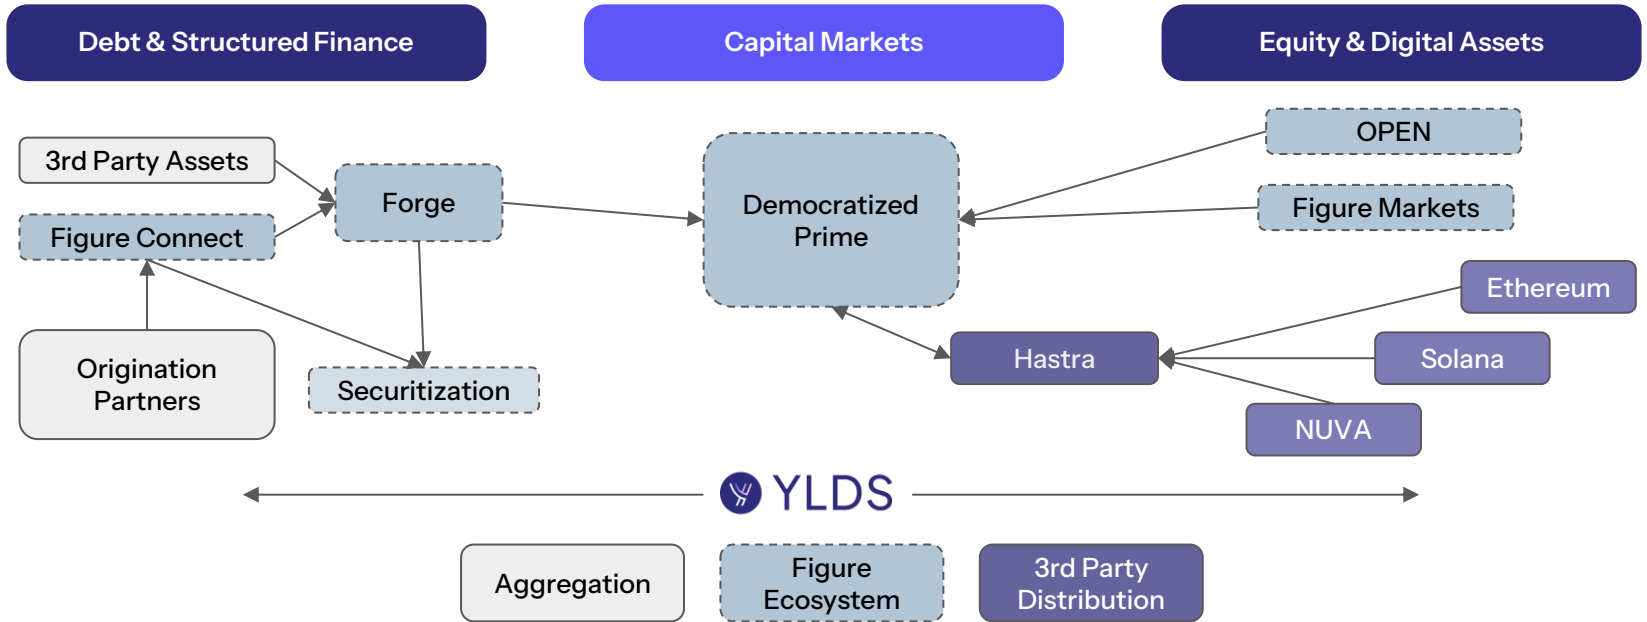 Debt & Structured Finance
Capital Markets
Equity & Digital Assets
3rd Party Assets
Figure Connect
Origination
Partners
Forge
Securitization
Democratized
Prime
OPEN
Figure Markets
Ethereum
Hastra
Solana
NUVA
YLDS
Aggregation
Figure
Ecosystem
3rd Party
Distribution